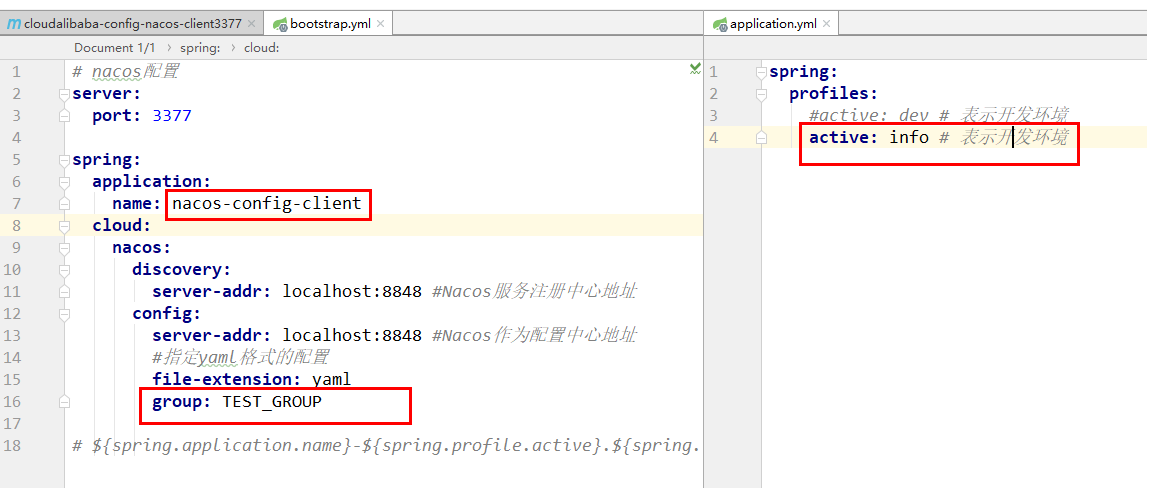 cloudalibaba-config-nacos-client3377
bootstrap.yml
application.yml
Document 1/1 › spring: › cloud:
1 # nacos配置
2 server:
3 port: 3377
4
5 spring:
6 application:
7 name: nacos-config-client
8 cloud:
9 nacos:
10 discovery:
11 server-addr: localhost:8848 #Nacos服务注册中心地址
12 config:
13 server-addr: localhost:8848 #Nacos作为配置中心地址
14 #指定yaml格式的配置
15 file-extension: yaml
16 group: TEST_GROUP
17
18 # ${spring.application.name}-${spring.profile.active}.${spring.
1 spring:
2 profiles:
3 #active: dev # 表示开发环境
4 active: info # 表示开发环境